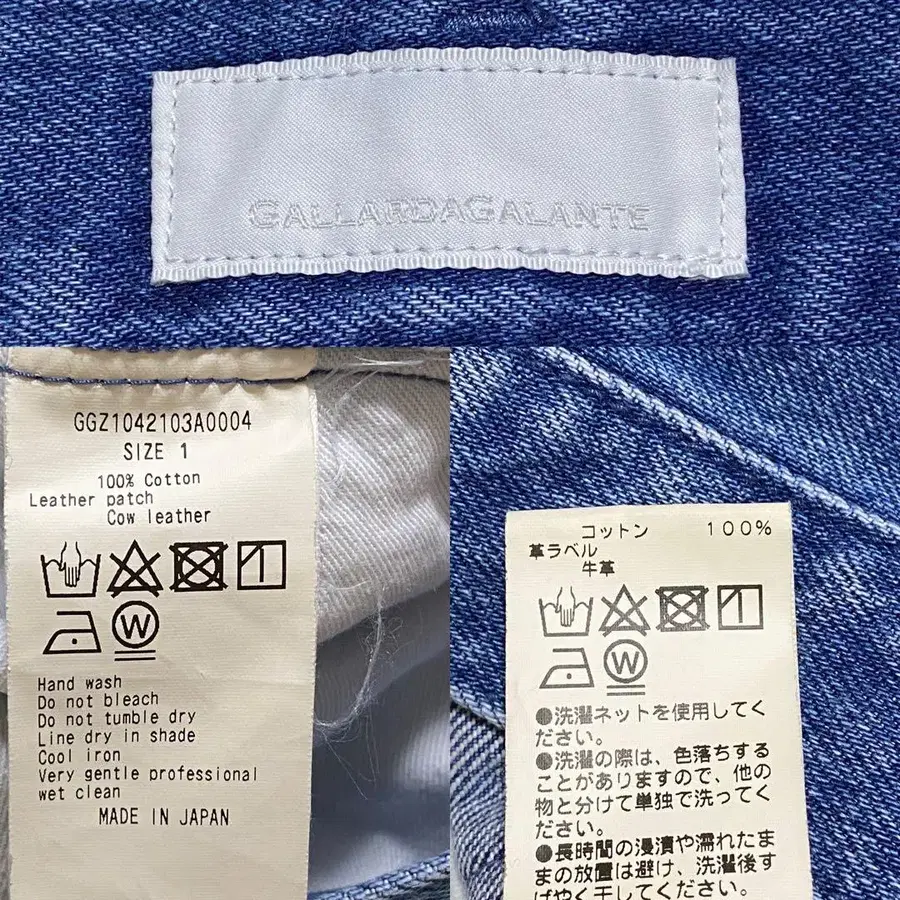 GALLARDAGALANTE
GGZ1042103A0004
SIZE 1
100% Cotton
Leather patch
Cow leather
W
Hand wash
Do not bleach
Do not tumble dry
Line dry in shade
Cool iron
Very gentle professional
wet clean
MADE IN JAPAN
コットン 100%
革ラベル
牛革
W
●洗濯ネットを使用してく
ださい。
●洗濯の際は、色落ちする
ことがありますので、他の
物と分けて単独で洗ってく
ださい。
●長時間の浸漬や濡れたま
まの放置は避け、洗濯後す
げやく干してください。